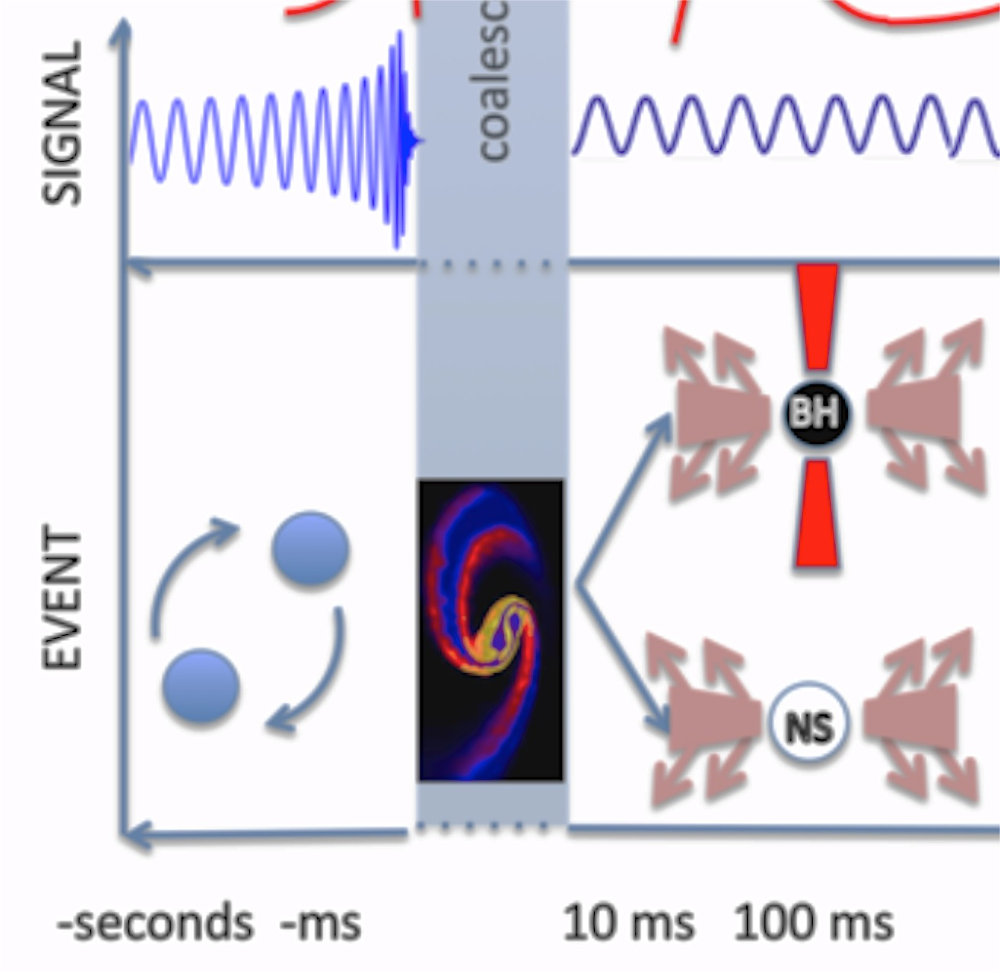 SIGNAL
coalesc
EVENT
BH
NS
-seconds -ms 10 ms 100 ms